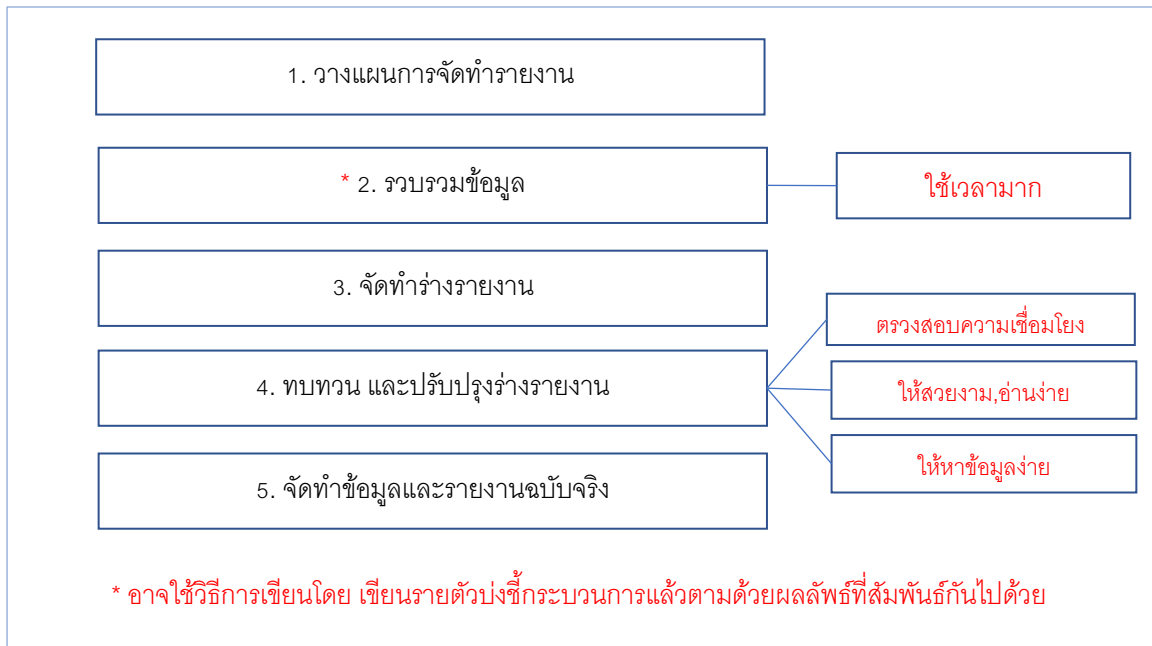 1. วางแผนการจัดทำรายงาน
* 2. รวบรวมข้อมูล
ใช้เวลามาก
3. จัดทำร่างรายงาน
4. ทบทวน และปรับปรุงร่างรายงาน
ตรวงสอบความเชื่อมโยง
ให้สวยงาม,อ่านง่าย
ให้หาข้อมูลง่าย
5. จัดทำข้อมูลและรายงานฉบับจริง
* อาจใช้วิธีการเขียนโดย เขียนรายตัวบ่งชี้กระบวนการแล้วตามด้วยผลลัพธ์ที่สัมพันธ์กันไปด้วย